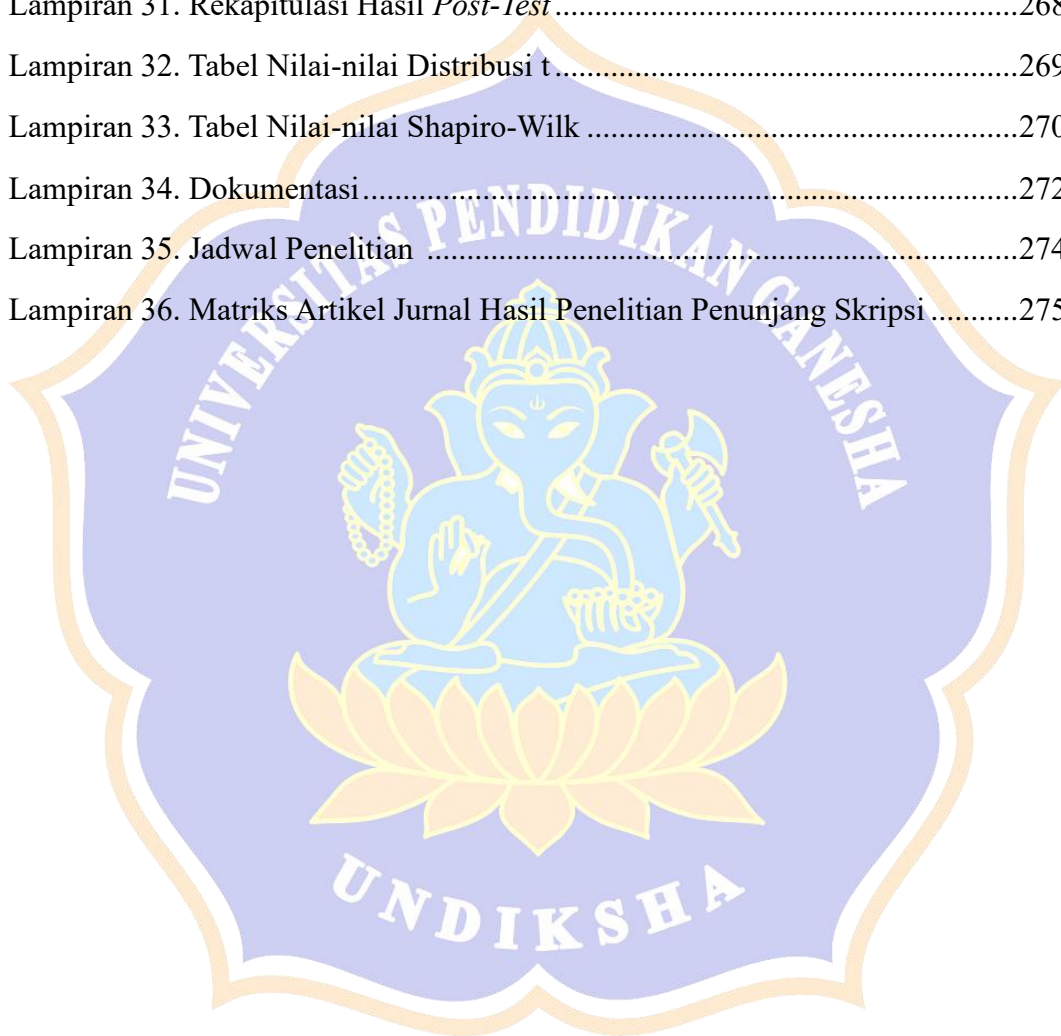 Lampiran 31. Rekapitulasi Hasil Post-Test....................................................268
Lampiran 32. Tabel Nilai-nilai Distribusi t....................................................269
Lampiran 33. Tabel Nilai-nilai Shapiro-Wilk ................................................270
Lampiran 34. Dokumentasi..........................................................................272
Lampiran 35. Jadwal Penelitian ....................................................................274
Lampiran 36. Matriks Artikel Jurnal Hasil Penelitian Penunjang Skripsi ..........275
UNIVERSITAS PENDIDIKAN GANESHA
UNDIKSHA